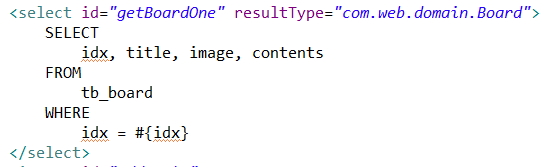 <select id="getBoardOne" resultType="com.web.domain.Board">
SELECT
idx, title, image, contents
FROM
tb_board
WHERE
idx = #{idx}
</select>